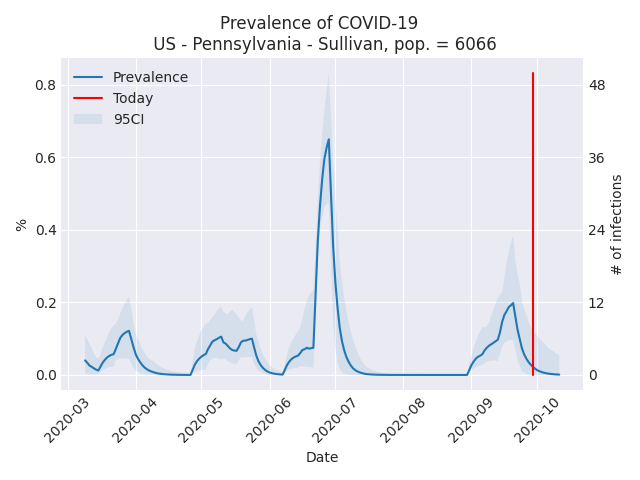 Prevalence of COVID-19
US - Pennsylvania - Sullivan, pop. = 6066
Prevalence
Today
95CI
0.8
0.6
0.4
0.2
0.0
%
48
36
24
12
0
# of infections
2020-03
2020-04
2020-05
2020-06
2020-07
2020-08
2020-09
2020-10
Date